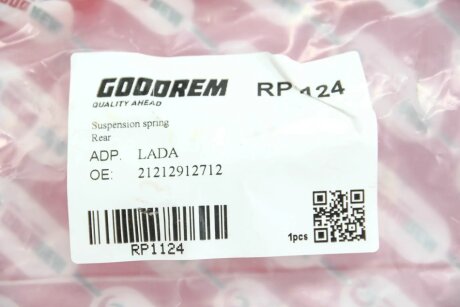 GOODREM
QUALITY AHEAD
RP1124
Suspension spring
Rear
ADP. LADA
OE: 21212912712
RP1124
1pcs